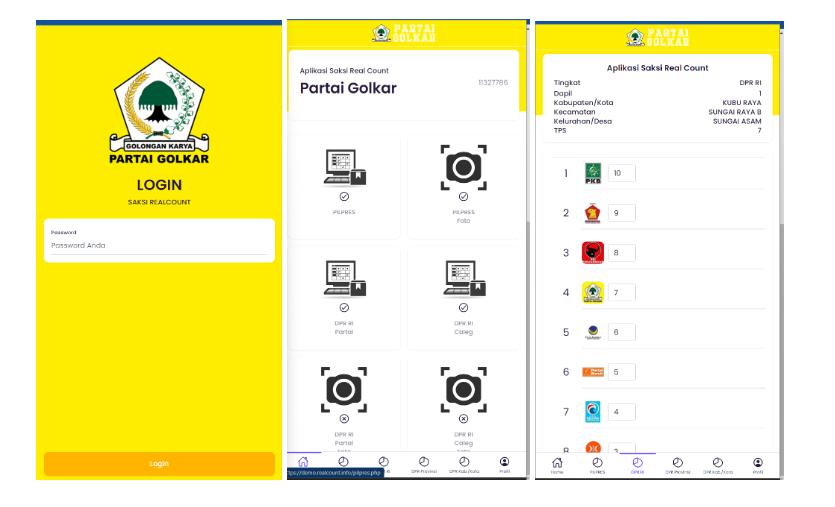 GOLONGAN KARYA
PARTAI GOLKAR
LOGIN
SAKSI REALCOUNT
Password
Password Anda
Login
PARTAI
GOLKAR
Aplikasi Saksi Real Count
Partai Golkar
11327786
PILPRES
PILPRES
Foto
DPR RI
Partai
DPR RI
Caleg
DPR RI
Partai
DPR RI
Caleg
DPR Provinsi
DPR Kab/Kota
Profil
tps://demo.realcount.info/pilpres.php
PARTAI
GOLKAR
Aplikasi Saksi Real Count
Tingkat DPR RI
Dapil 1
Kabupaten/Kota KUBU RAYA
Kecamatan SUNGAI RAYA B
Kelurahan/Desa SUNGAI ASAM
TPS 7
1 PKB 10
2 9
3 8
4 7
5 6
6 5
7 4
8 3
Home
PILPRES
DPR RI
DPR Provinsi
DPR Kab/Kota
Profil